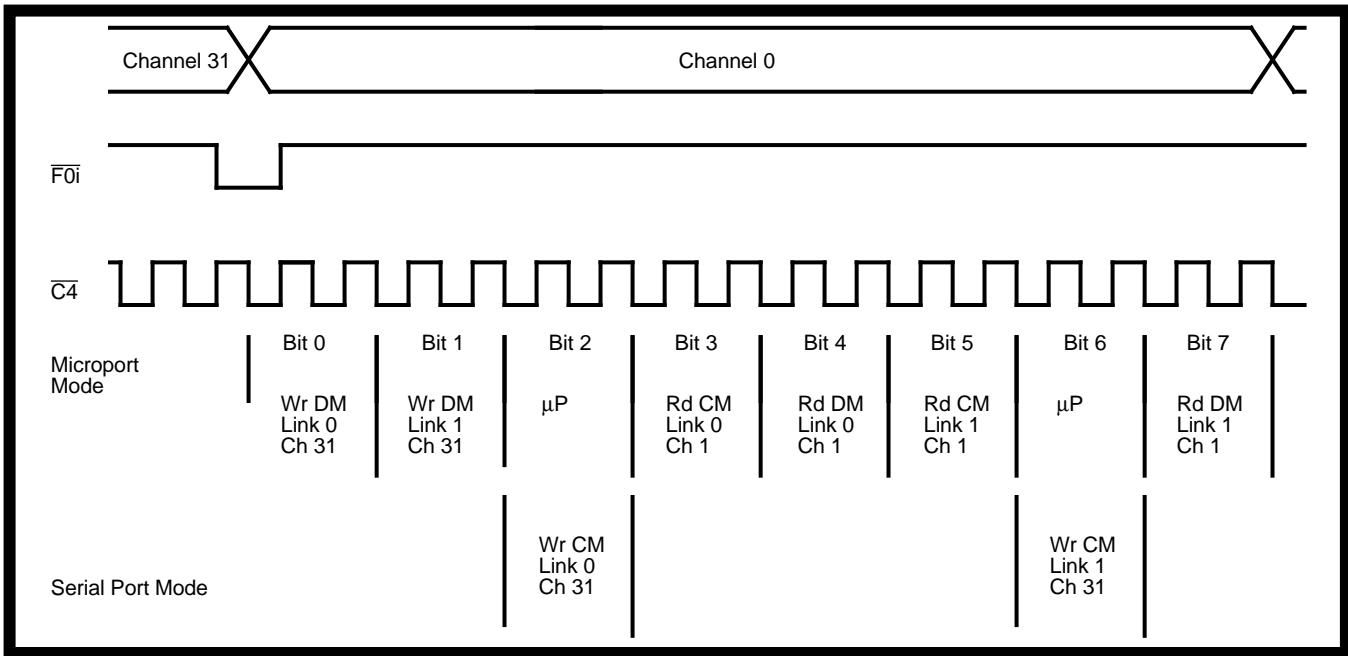 Channel 31
Channel 0
F0i
C4
Microport
Mode
Bit 0
Bit 1
Bit 2
Bit 3
Bit 4
Bit 5
Bit 6
Bit 7
Wr DM
Link 0
Ch 31
Wr DM
Link 1
Ch 31
μP
Rd CM
Link 0
Ch 1
Rd DM
Link 0
Ch 1
Rd CM
Link 1
Ch 1
μP
Rd DM
Link 1
Ch 1
Serial Port Mode
Wr CM
Link 0
Ch 31
Wr CM
Link 1
Ch 31